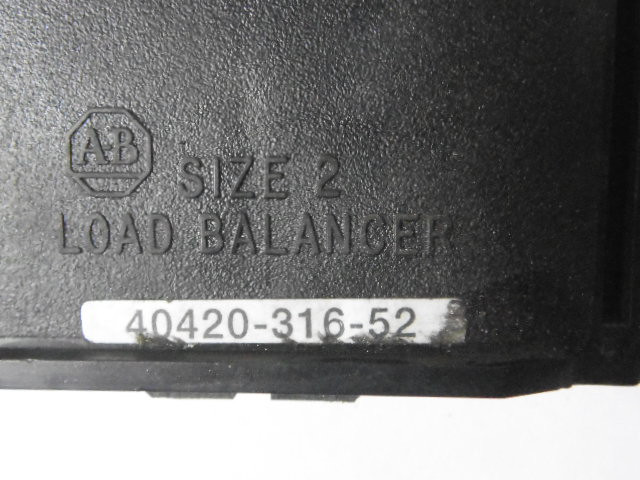 AB
SIZE 2
LOAD BALANCER
40420-316-52